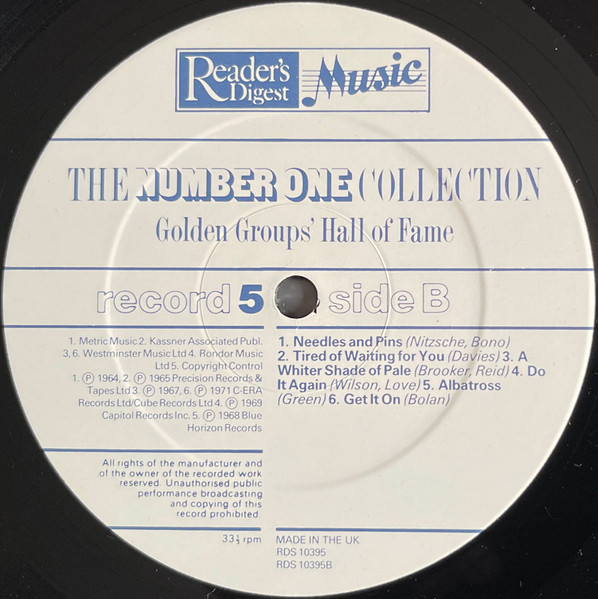 Reader's
Digest
Music
THE NUMBER ONE COLLECTION
Golden Groups' Hall of Fame
record 5
side B
1. Metric Music 2. Kassner Associated Publ.
3, 6. Westminster Music Ltd 4. Rondor Music
Ltd 5. Copyright Control
1. ℗ 1964, 2. ℗ 1965 Precision Records &
Tapes Ltd 3. ℗ 1967, 6. ℗ 1971 C-ERA
Records Ltd/Cube Records Ltd 4. ℗ 1969
Capitol Records Inc. 5. ℗ 1968 Blue
Horizon Records
1. Needles and Pins (Nitzsche, Bono)
2. Tired of Waiting for You (Davies) 3. A
Whiter Shade of Pale (Brooker, Reid) 4. Do
It Again (Wilson, Love) 5. Albatross
(Green) 6. Get It On (Bolan)
All rights of the manufacturer and
of the owner of the recorded work
reserved. Unauthorised public
performance broadcasting
and copying of this
record prohibited.
33⅓ rpm
MADE IN THE UK
RDS 10395
RDS 10395B